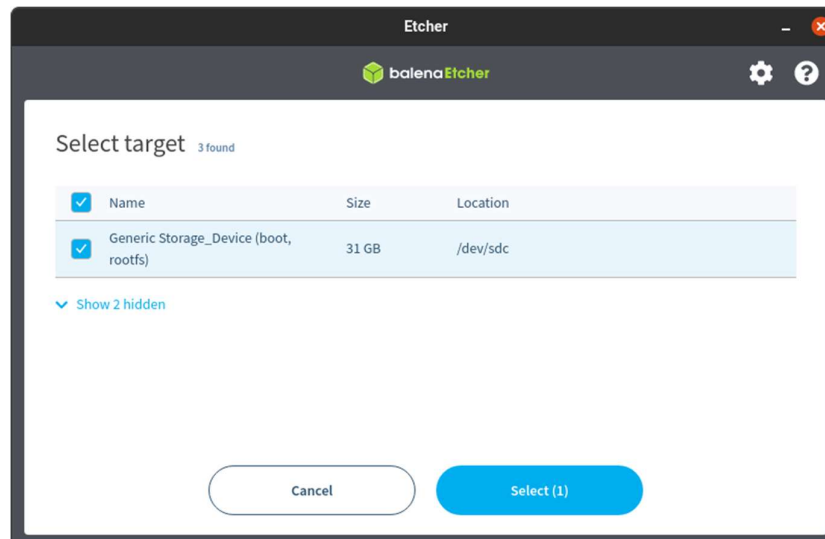 Etcher
balenaEtcher
Select target 3 found
Name Size Location
Generic Storage_Device (boot,
rootfs) 31 GB /dev/sdc
Show 2 hidden
Cancel Select (1)